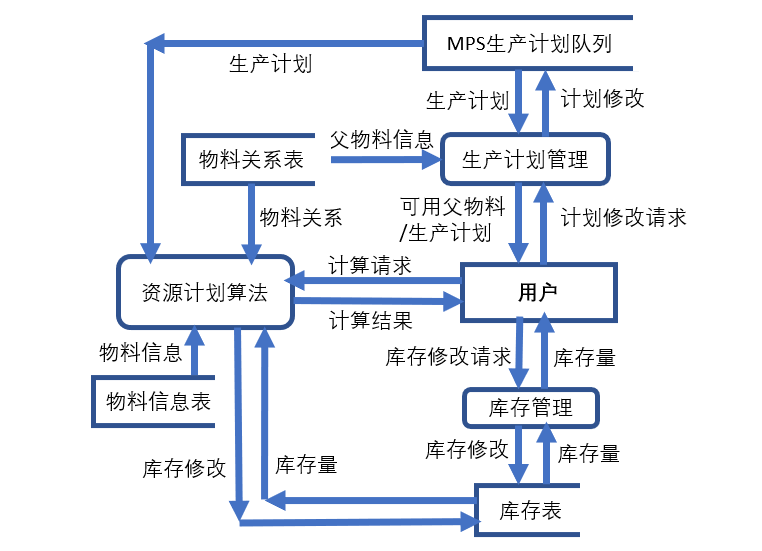 MPS生产计划队列
生产计划
生产计划
计划修改
父物料信息
物料关系表
生产计划管理
物料关系
可用父物料
/生产计划
计划修改请求
计算请求
资源计划算法
用户
计算结果
物料信息
库存修改请求
库存量
物料信息表
库存管理
库存修改
库存量
库存修改
库存量
库存表